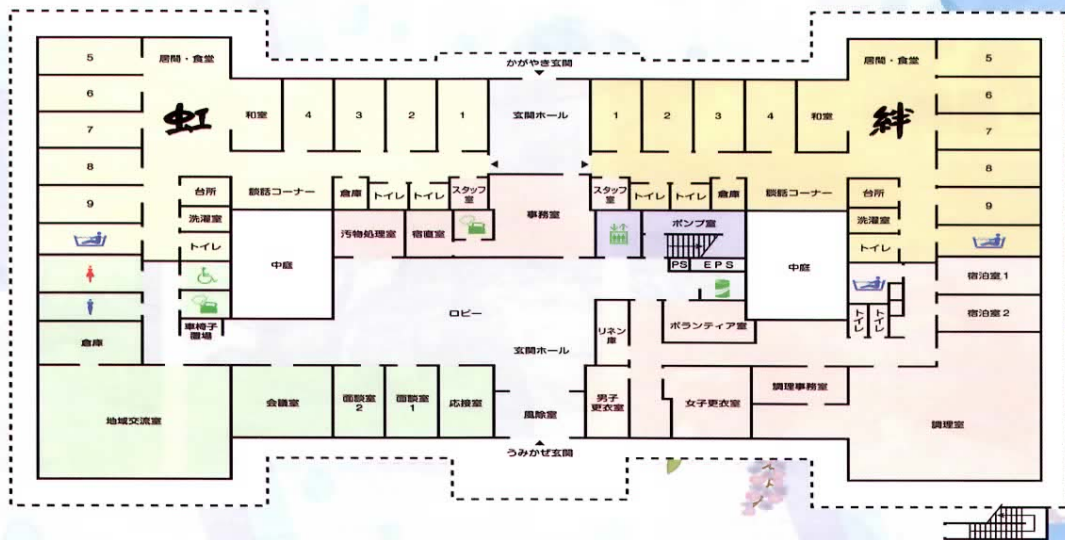 かがやき玄関
5
居間・食堂
居間・食堂
5
6
虹
和室
4
3
2
1
玄関ホール
1
2
3
4
和室
絆
6
7
7
8
8
9
台所
談話コーナー
倉庫
トイレ
トイレ
スタッフ
室
スタッフ
室
トイレ
トイレ
倉庫
談話コーナー
台所
9
洗濯室
汚物処理室
宿直室
事務室
ポンプ室
洗濯室
トイレ
トイレ
中庭
PS
EPS
中庭
宿泊室1
ロビー
車椅子
置場
リネン
庫
ボランティア室
トイレ
トイレ
宿泊室2
倉庫
玄関ホール
地域交流室
会議室
面談室
2
面談室
1
応接室
風除室
男子
更衣室
女子更衣室
調理事務室
調理室
うみかぜ玄関